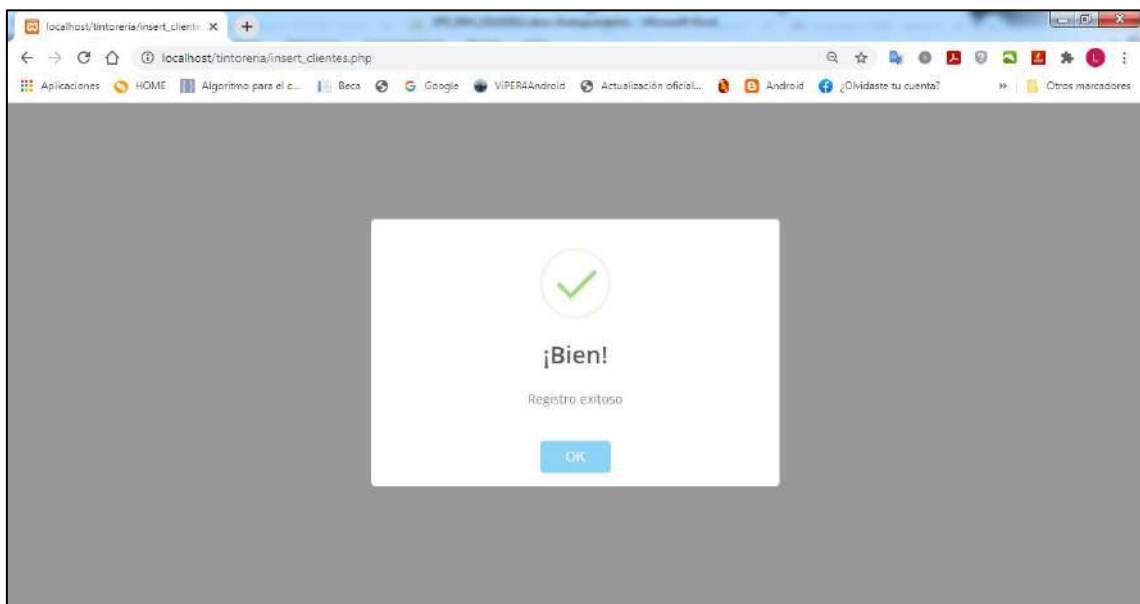 localhost/tintoreria/insert_client
localhost/tintoreria/insert_clientes.php
Aplicaciones HOME Algoritmo para el c... Beca Google ViPER4Android Actualización oficial... Android ¿Olvidaste tu cuenta? » Otros marcadores
¡Bien!
Registro exitoso
OK